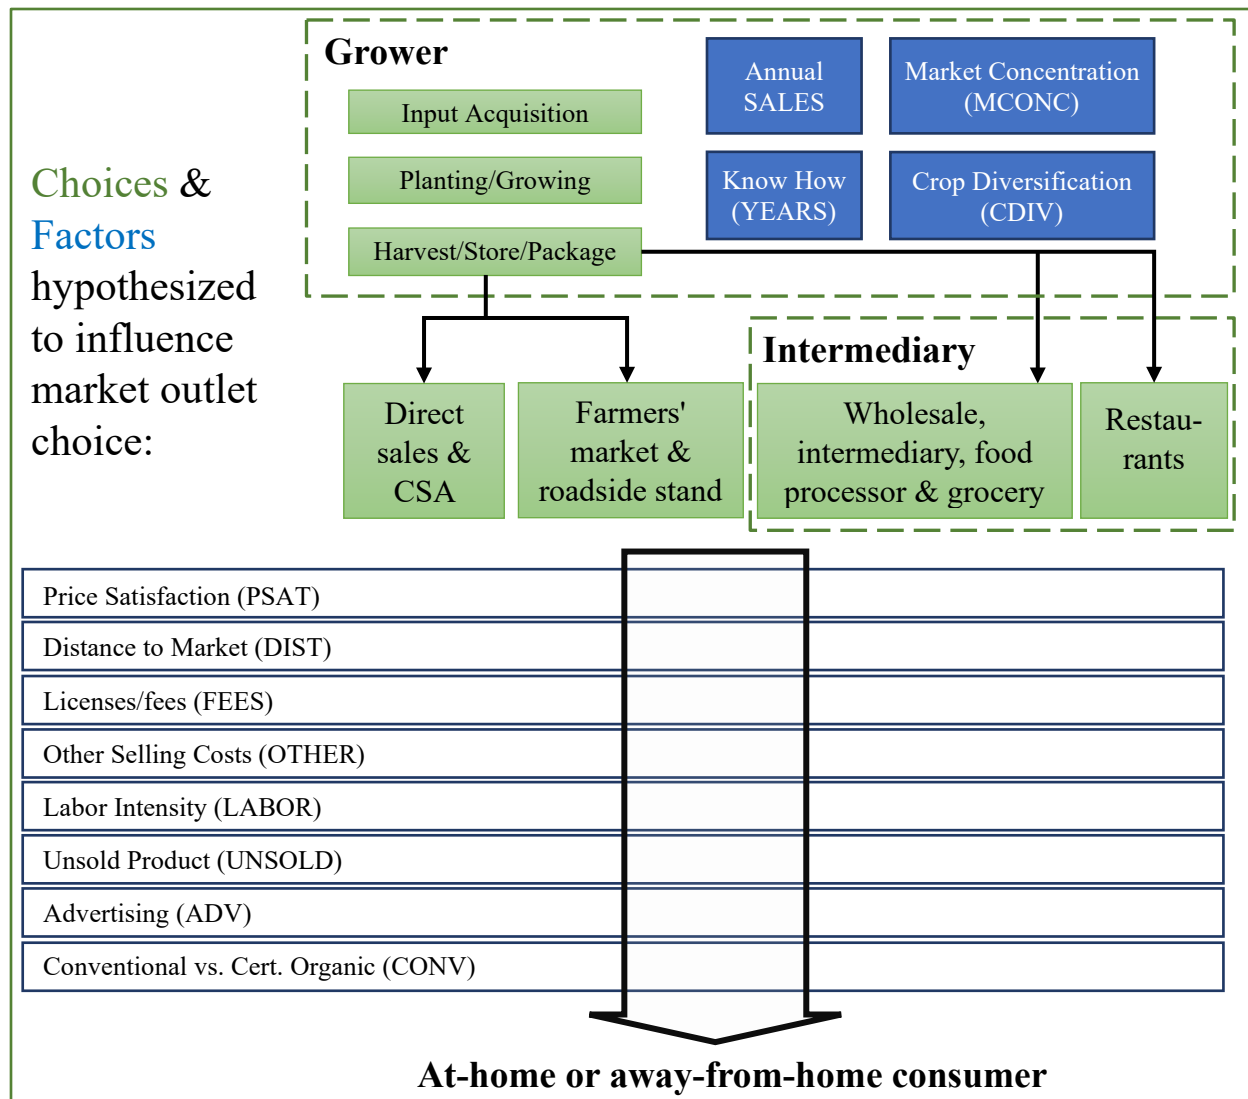 Grower
Annual
SALES
Market Concentration
(MCONC)
Input Acquisition
Planting/Growing
Know How
(YEARS)
Crop Diversification
(CDIV)
Harvest/Store/Package
Choices &
Factors
hypothesized
to influence
market outlet
choice:
Intermediary
Direct
sales &
CSA
Farmers'
market &
roadside stand
Wholesale,
intermediary, food
processor & grocery
Restau-
rants
Price Satisfaction (PSAT)
Distance to Market (DIST)
Licenses/fees (FEES)
Other Selling Costs (OTHER)
Labor Intensity (LABOR)
Unsold Product (UNSOLD)
Advertising (ADV)
Conventional vs. Cert. Organic (CONV)
At-home or away-from-home consumer